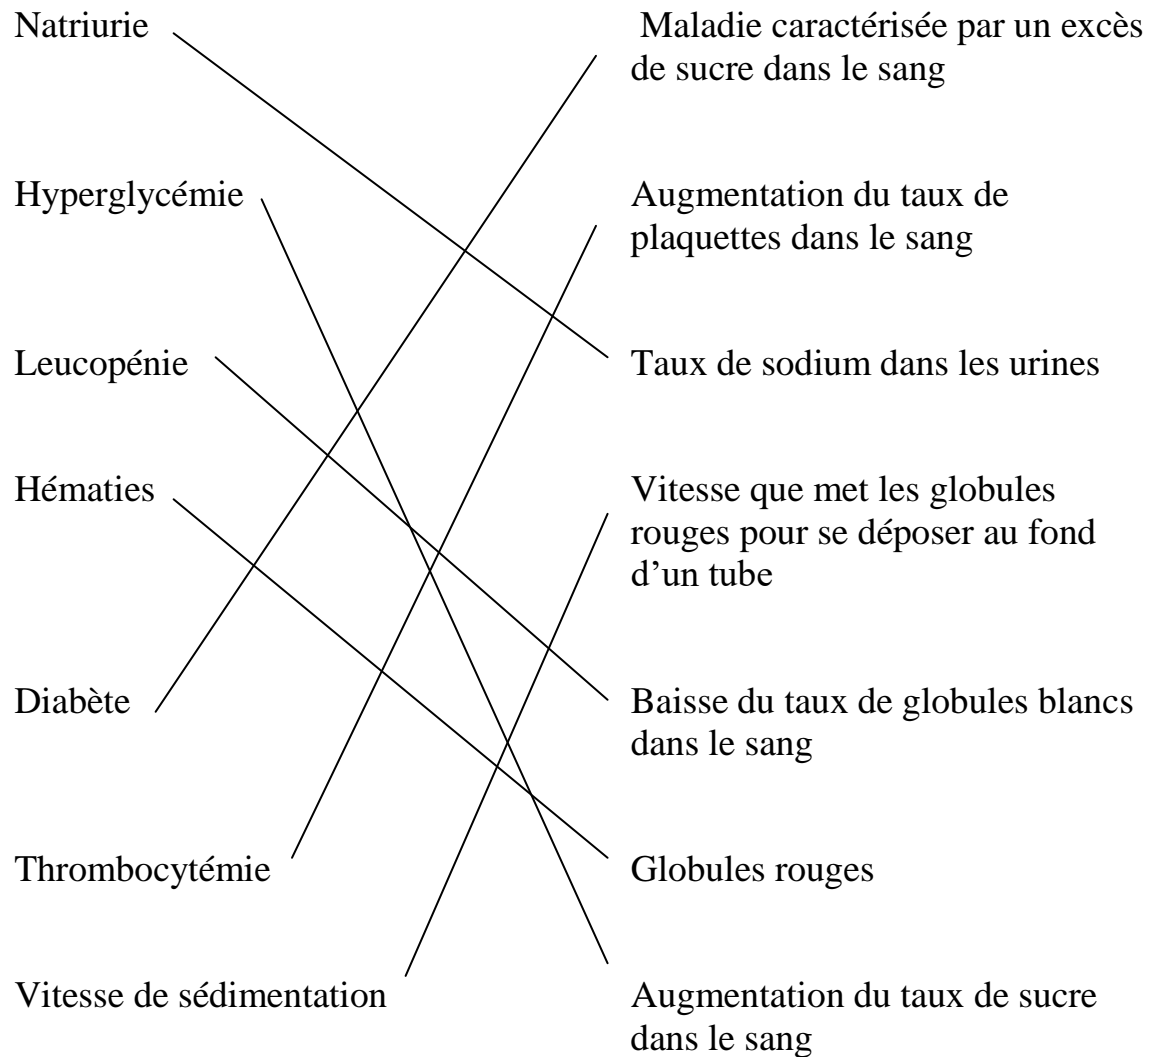 Natriurie
Maladie caractérisée par un excès
de sucre dans le sang
Hyperglycémie
Augmentation du taux de
plaquettes dans le sang
Leucopénie
Taux de sodium dans les urines
Hématies
Vitesse que met les globules
rouges pour se déposer au fond
d’un tube
Diabète
Baisse du taux de globules blancs
dans le sang
Thrombocytémie
Globules rouges
Vitesse de sédimentation
Augmentation du taux de sucre
dans le sang